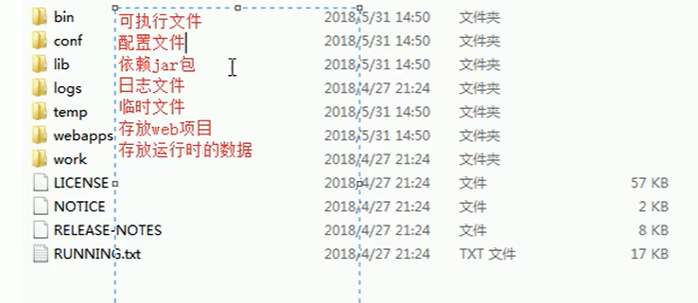 bin 可执行文件 2018/5/31 14:50 文件夹
conf 配置文件 2018/5/31 14:50 文件夹
lib 依赖jar包 2018/5/31 14:50 文件夹
logs 日志文件 2018/4/27 21:24 文件夹
temp 临时文件 2018/5/31 14:50 文件夹
webapps 存放web项目 2018/5/31 14:50 文件夹
work 存放运行时的数据 2018/4/27 21:24 文件夹
LICENSE 2018/4/27 21:24 文件 57 KB
NOTICE 2018/4/27 21:24 文件 2 KB
RELEASE-NOTES 2018/4/27 21:24 文件 8 KB
RUNNING.txt 2018/4/27 21:24 TXT 文件 17 KB